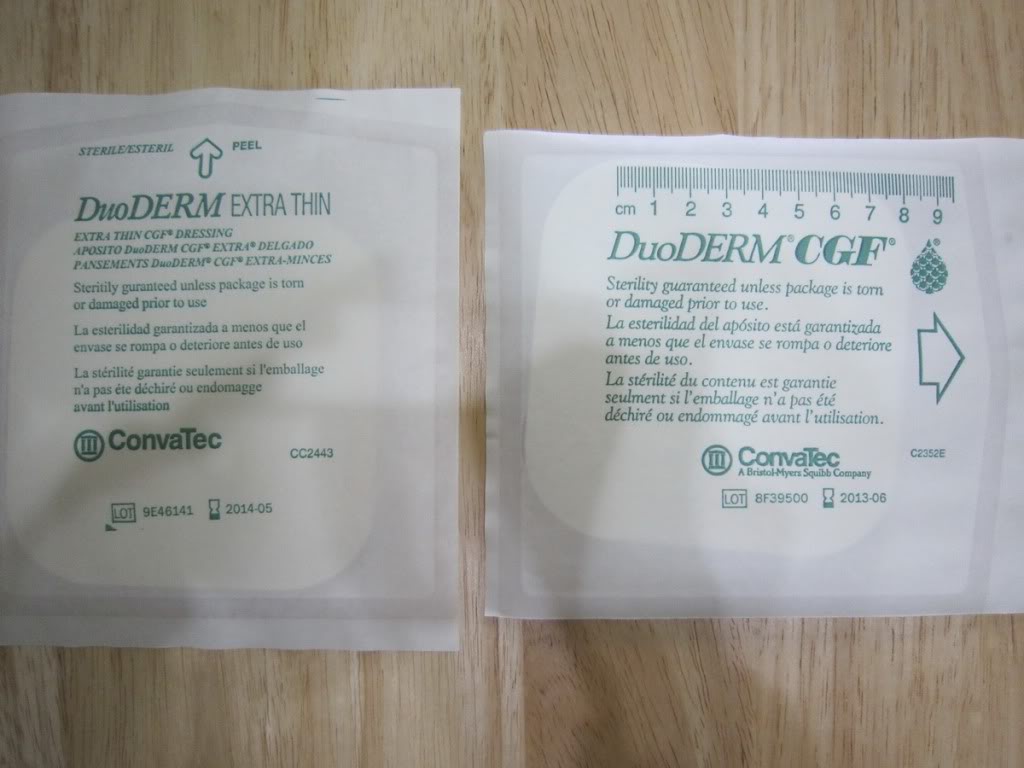 STERILE/ESTERIL
PEEL
DuoDERM EXTRA THIN
EXTRA THIN CGF® DRESSING
APOSITO DuoDERM CGF® EXTRA® DELGADO
PANSEMENTS DuoDERM® CGF® EXTRA-MINCES
Steritily guranteed unless package is torn
or damaged prior to use
La esterilidad garantizada a menos que el
envase se rompa o deteriore antes de uso
La stérilité garantie seulement si l'emballage
n'a pas éte déchiré ou endomagge
avant l'utilisation
ConvaTec
CC2443
LOT 9E46141 2014-05
cm 1 2 3 4 5 6 7 8 9
DuoDERM® CGF®
Sterility guaranteed unless package is torn
or damaged prior to use.
La esterilidad del apósito está garantizada
a menos que el envase se rompa o deteriore
antes de uso.
La stérilité du contenu est garantie
seulment si l'emballage n'a pas été
déchiré ou endommagé avant l'utilisation.
ConvaTec
A Bristol-Myers Squibb Company
C2352E
LOT 8F39500 2013-06